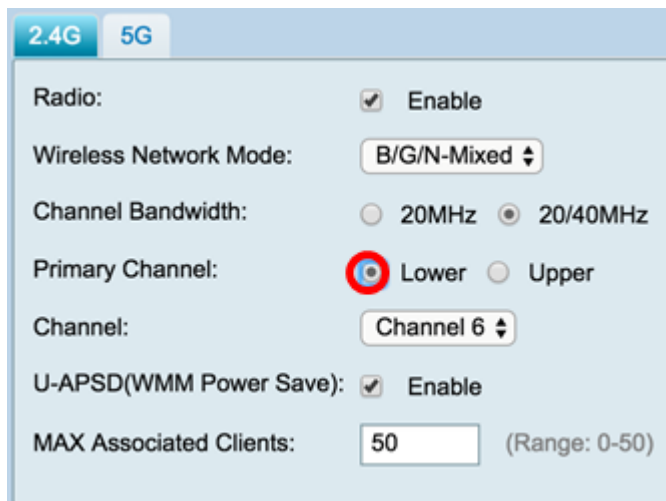 2.4G 5G
Radio: Enable
Wireless Network Mode: B/G/N-Mixed
Channel Bandwidth: 20MHz 20/40MHz
Primary Channel: Lower Upper
Channel: Channel 6
U-APSD(WMM Power Save): Enable
MAX Associated Clients: 50 (Range: 0-50)